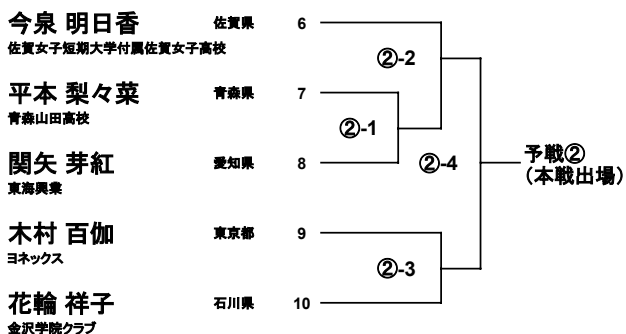 今泉 明日香 佐賀県 6
佐賀女子短期大学付属佐賀女子高校
②-2
平本 梨々菜 青森県 7
青森山田高校
②-1
関矢 芽紅 愛知県 8
東海興業
②-4
予戦②
(本戦出場)
木村 百伽 東京都 9
ヨネックス
②-3
花輪 祥子 石川県 10
金沢学院クラブ